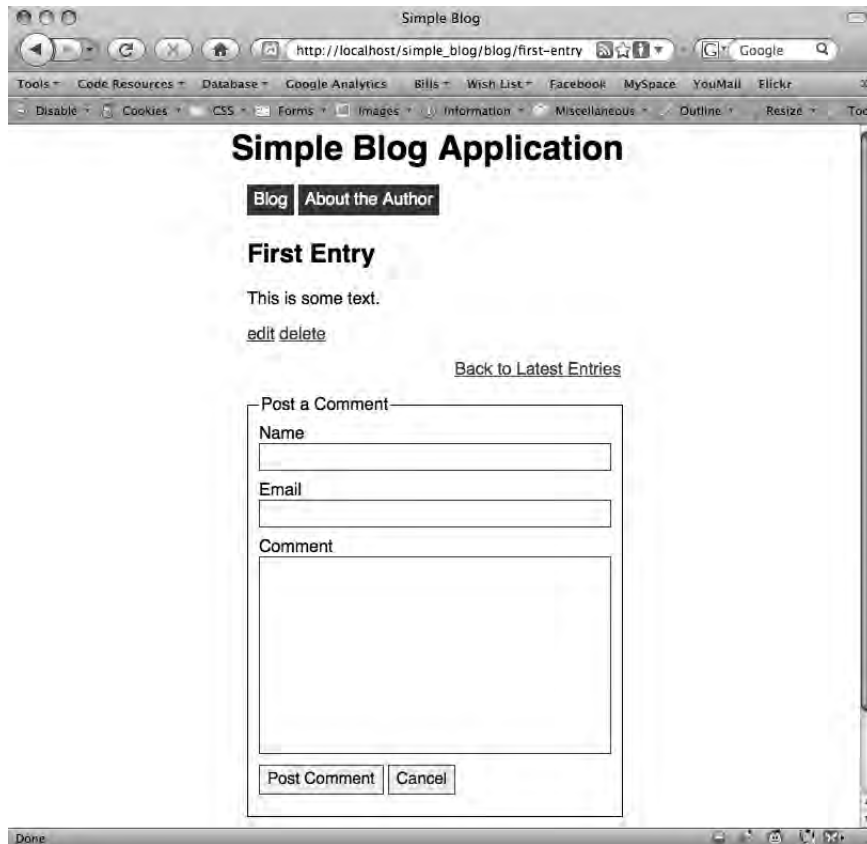 Simple Blog
http://localhost/simple_blog/blog/first-entry
G Google
Tools Code Resources Database Google Analytics Bills Wish List Facebook MySpace YouMail Flickr
Disable Cookies CSS Forms Images Information Miscellaneous Outline Resize Too
Simple Blog Application
Blog About the Author
First Entry
This is some text.
edit delete
Back to Latest Entries
Post a Comment
Name
Email
Comment
Post Comment Cancel
Done